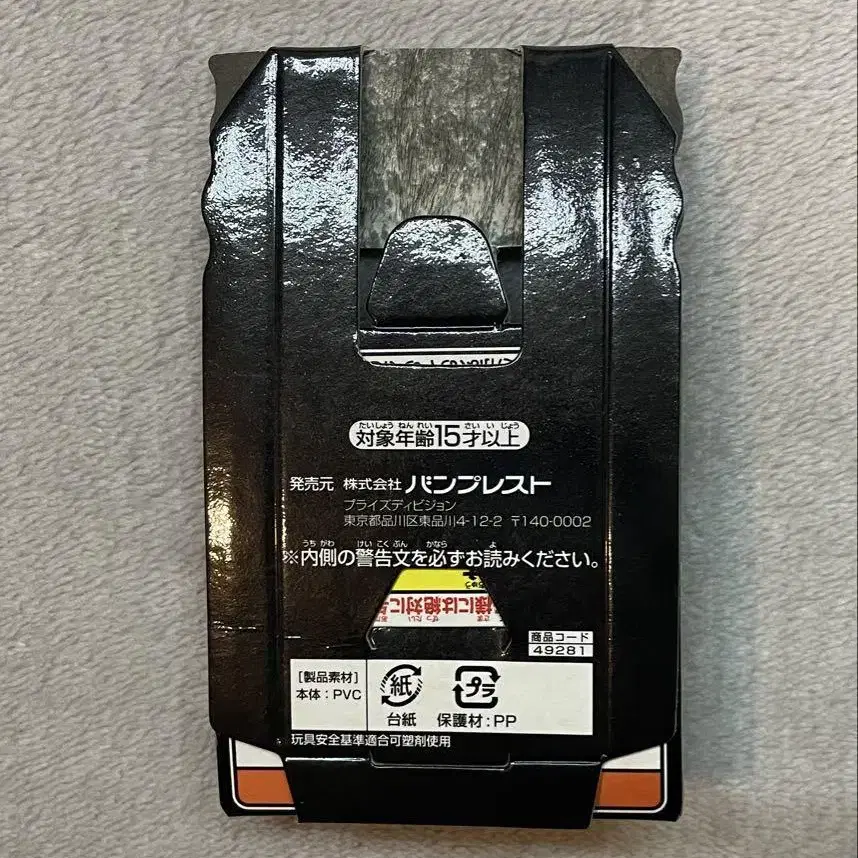 たいしょう ねん れい さい い じょう
対象年齢15才以上
発売元 株式会社 バンプレスト
プライズディビジョン
東京都品川区東品川4-12-2 〒140-0002
うち がわ けい こく ぶん かなら よ
※内側の警告文を必ずお読みください。
様には絶対に
商品コード
49281
[製品素材]
本体：PVC
紙
台紙
プラ
保護材：PP
玩具安全基準適合可塑剤使用